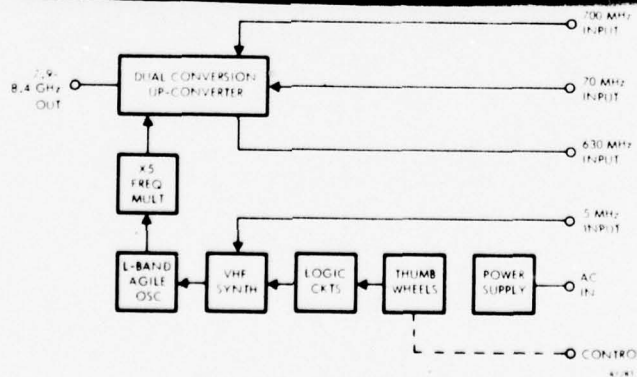 700 MHz
INPUT
DUAL CONVERSION
UP-CONVERTER
7.9-
8.4 GHz
OUT
70 MHz
INPUT
630 MHz
INPUT
X5
FREQ
MULT
5 MHz
INPUT
L-BAND
AGILE
OSC
VHF
SYNTH
LOGIC
CKTS
THUMB
WHEELS
POWER
SUPPLY
AC
IN
CONTRO